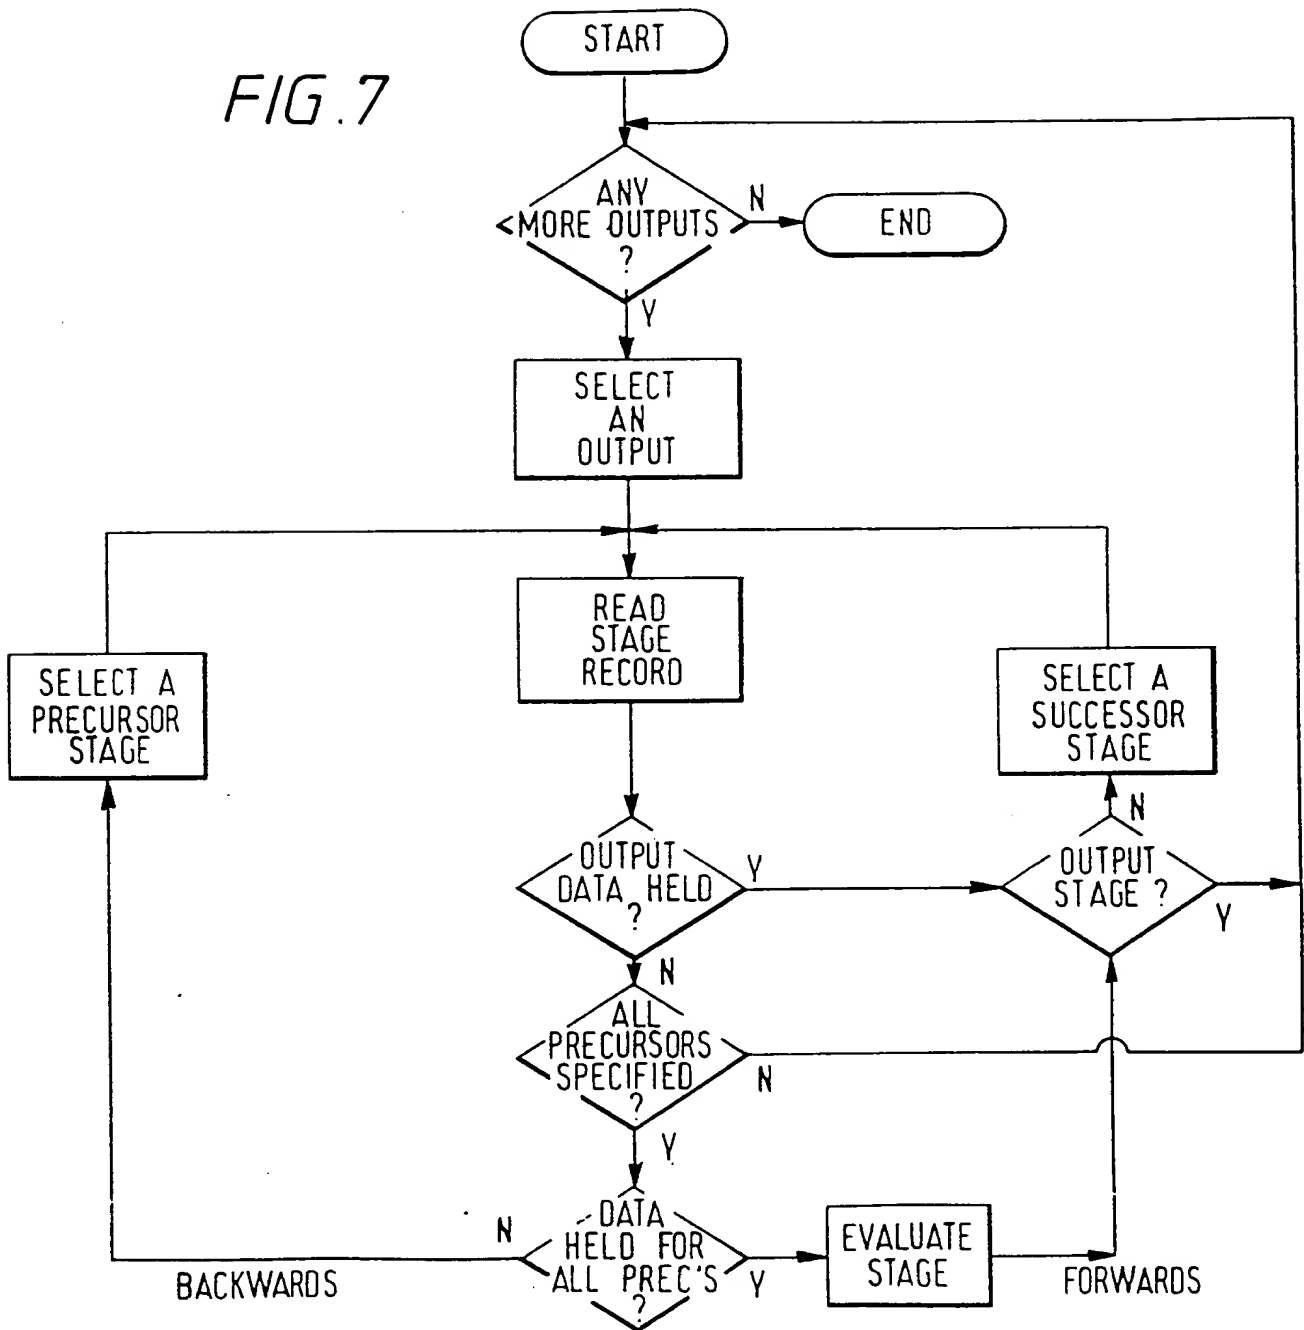 FIG.7
START
ANY
MORE OUTPUTS
?
N
END
Y
SELECT
AN
OUTPUT
READ
STAGE
RECORD
SELECT A
PRECURSOR
STAGE
SELECT A
SUCCESSOR
STAGE
N
OUTPUT
DATA HELD
?
Y
OUTPUT
STAGE ?
Y
N
ALL
PRECURSORS
SPECIFIED
?
N
Y
DATA
HELD FOR
ALL PREC'S
?
N
BACKWARDS
Y
EVALUATE
STAGE
FORWARDS